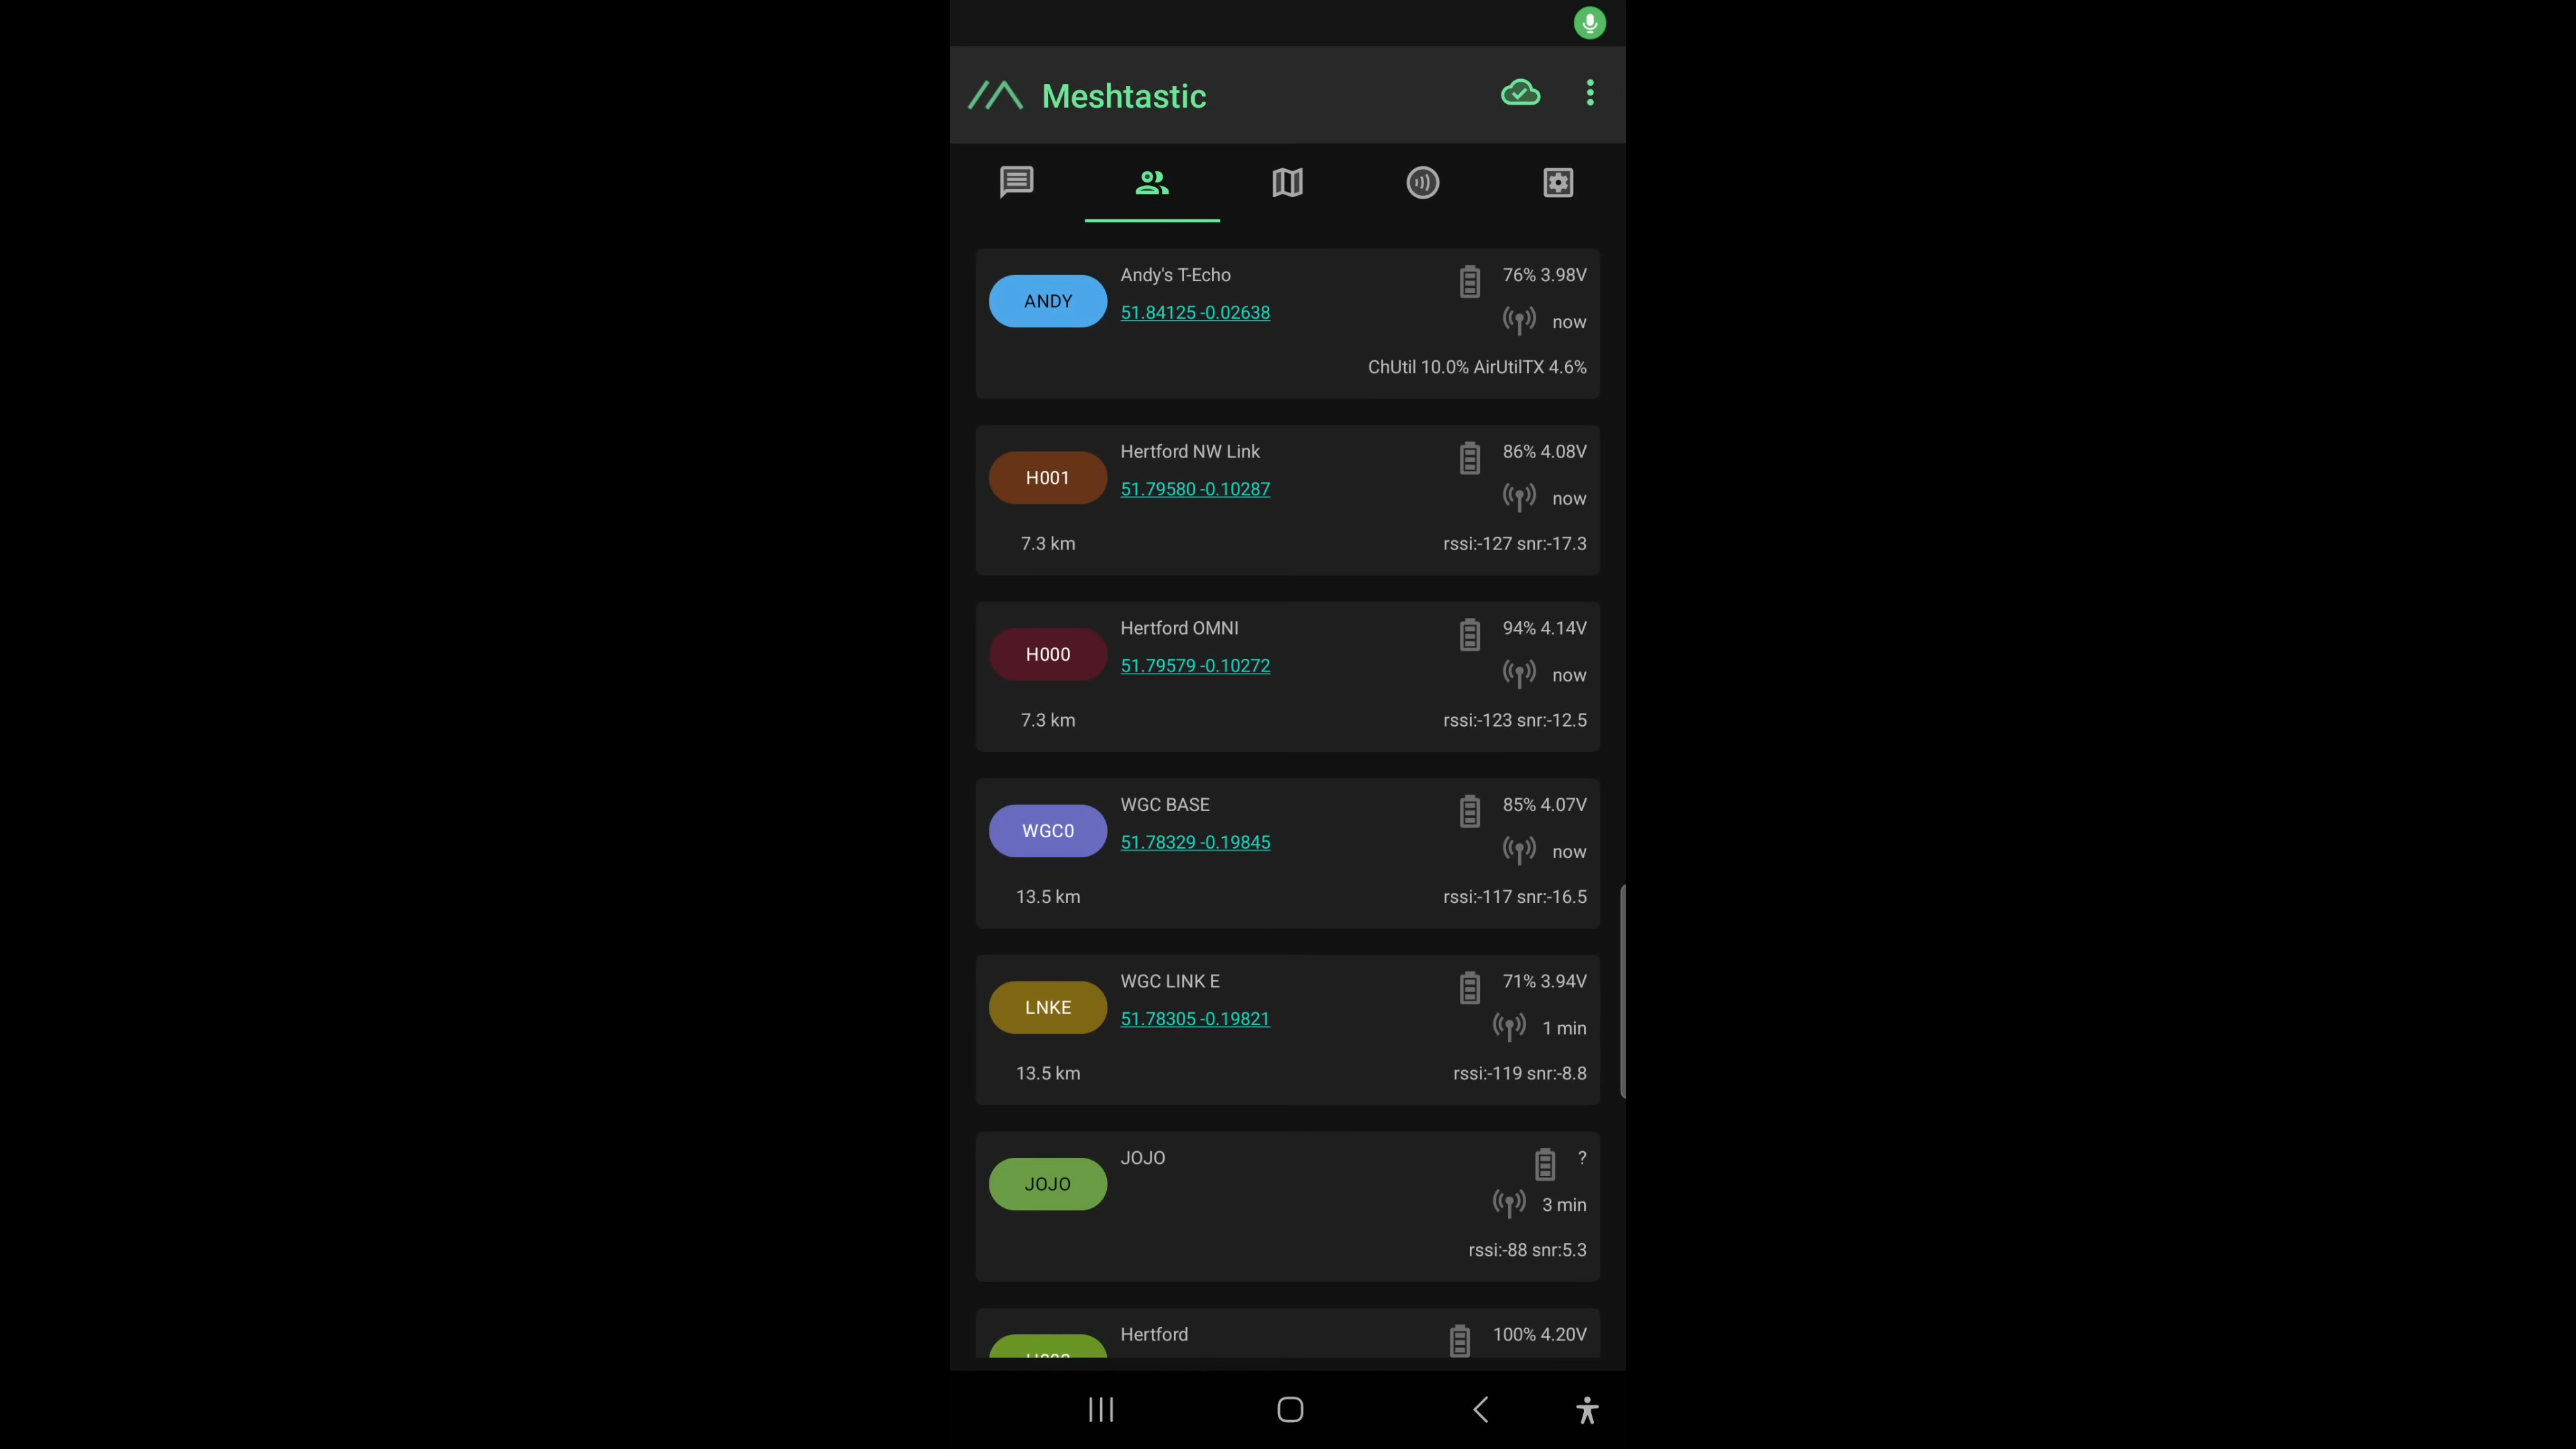 Meshtastic
ANDY
Andy's T-Echo
76% 3.98V
51.84125 -0.02638
now
ChUtil 10.0% AirUtilTX 4.6%
H001
Hertford NW Link
86% 4.08V
51.79580 -0.10287
now
7.3 km
rssi:-127 snr:-17.3
H000
Hertford OMNI
94% 4.14V
51.79579 -0.10272
now
7.3 km
rssi:-123 snr:-12.5
WGC0
WGC BASE
85% 4.07V
51.78329 -0.19845
now
13.5 km
rssi:-117 snr:-16.5
LNKE
WGC LINK E
71% 3.94V
51.78305 -0.19821
1 min
13.5 km
rssi:-119 snr:-8.8
JOJO
JOJO
?
3 min
rssi:-88 snr:5.3
Hertford
100% 4.20V